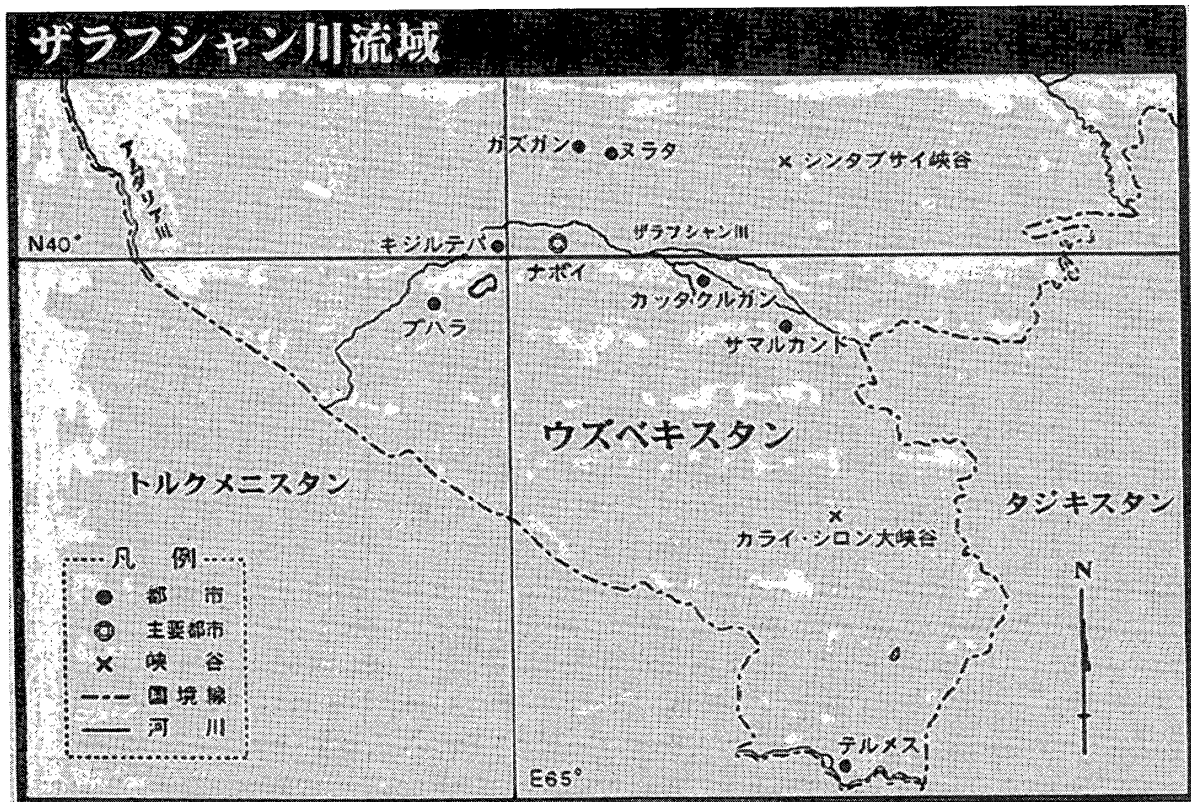 ザラフシャン川流域
ガズガン
ヌラタ
シンタブサイ峡谷
アムダリア川
N40°
キジルテパ
ザラフシャン川
ナボイ
カッタ・クルガン
ブハラ
サマルカンド
ウズベキスタン
トルクメニスタン
タジキスタン
カライ・シロン大峡谷
凡例
都市
主要都市
峡谷
国境線
河川
N
テルメス
E65°